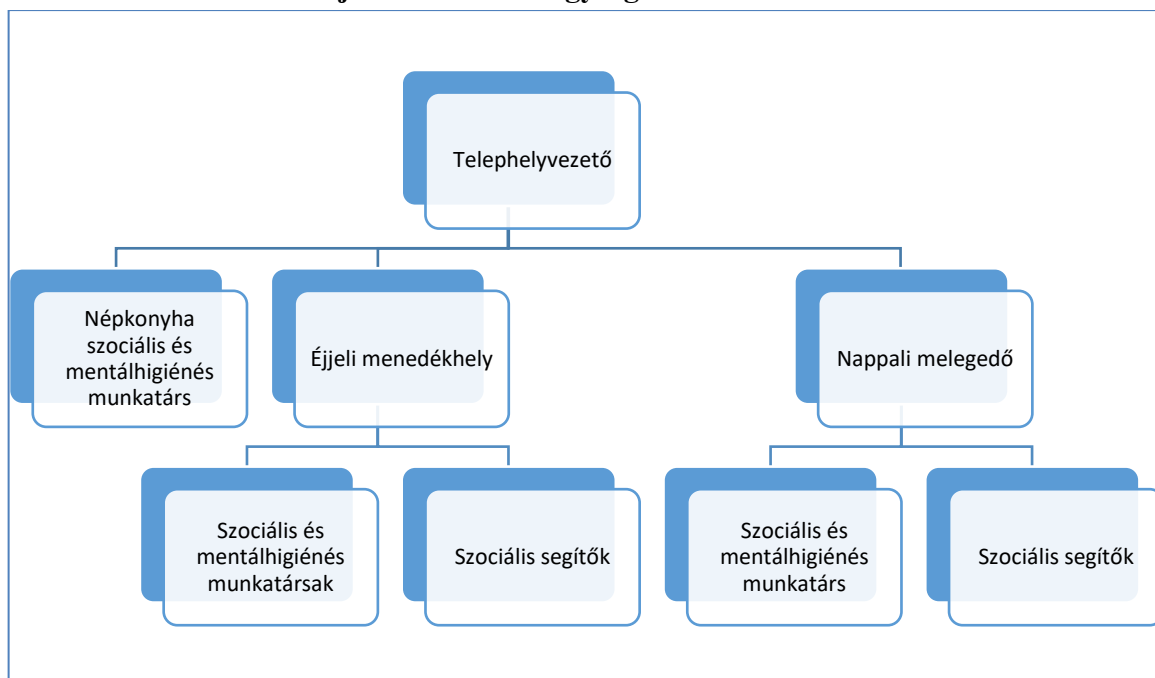 Telephelyvezető
Népkonyha
szociális és
mentálhigiénés
munkatárs
Éjjeli menedékhely
Nappali melegedő
Szociális és
mentálhigiénés
munkatársak
Szociális segítők
Szociális és
mentálhigiénés
munkatárs
Szociális segítők